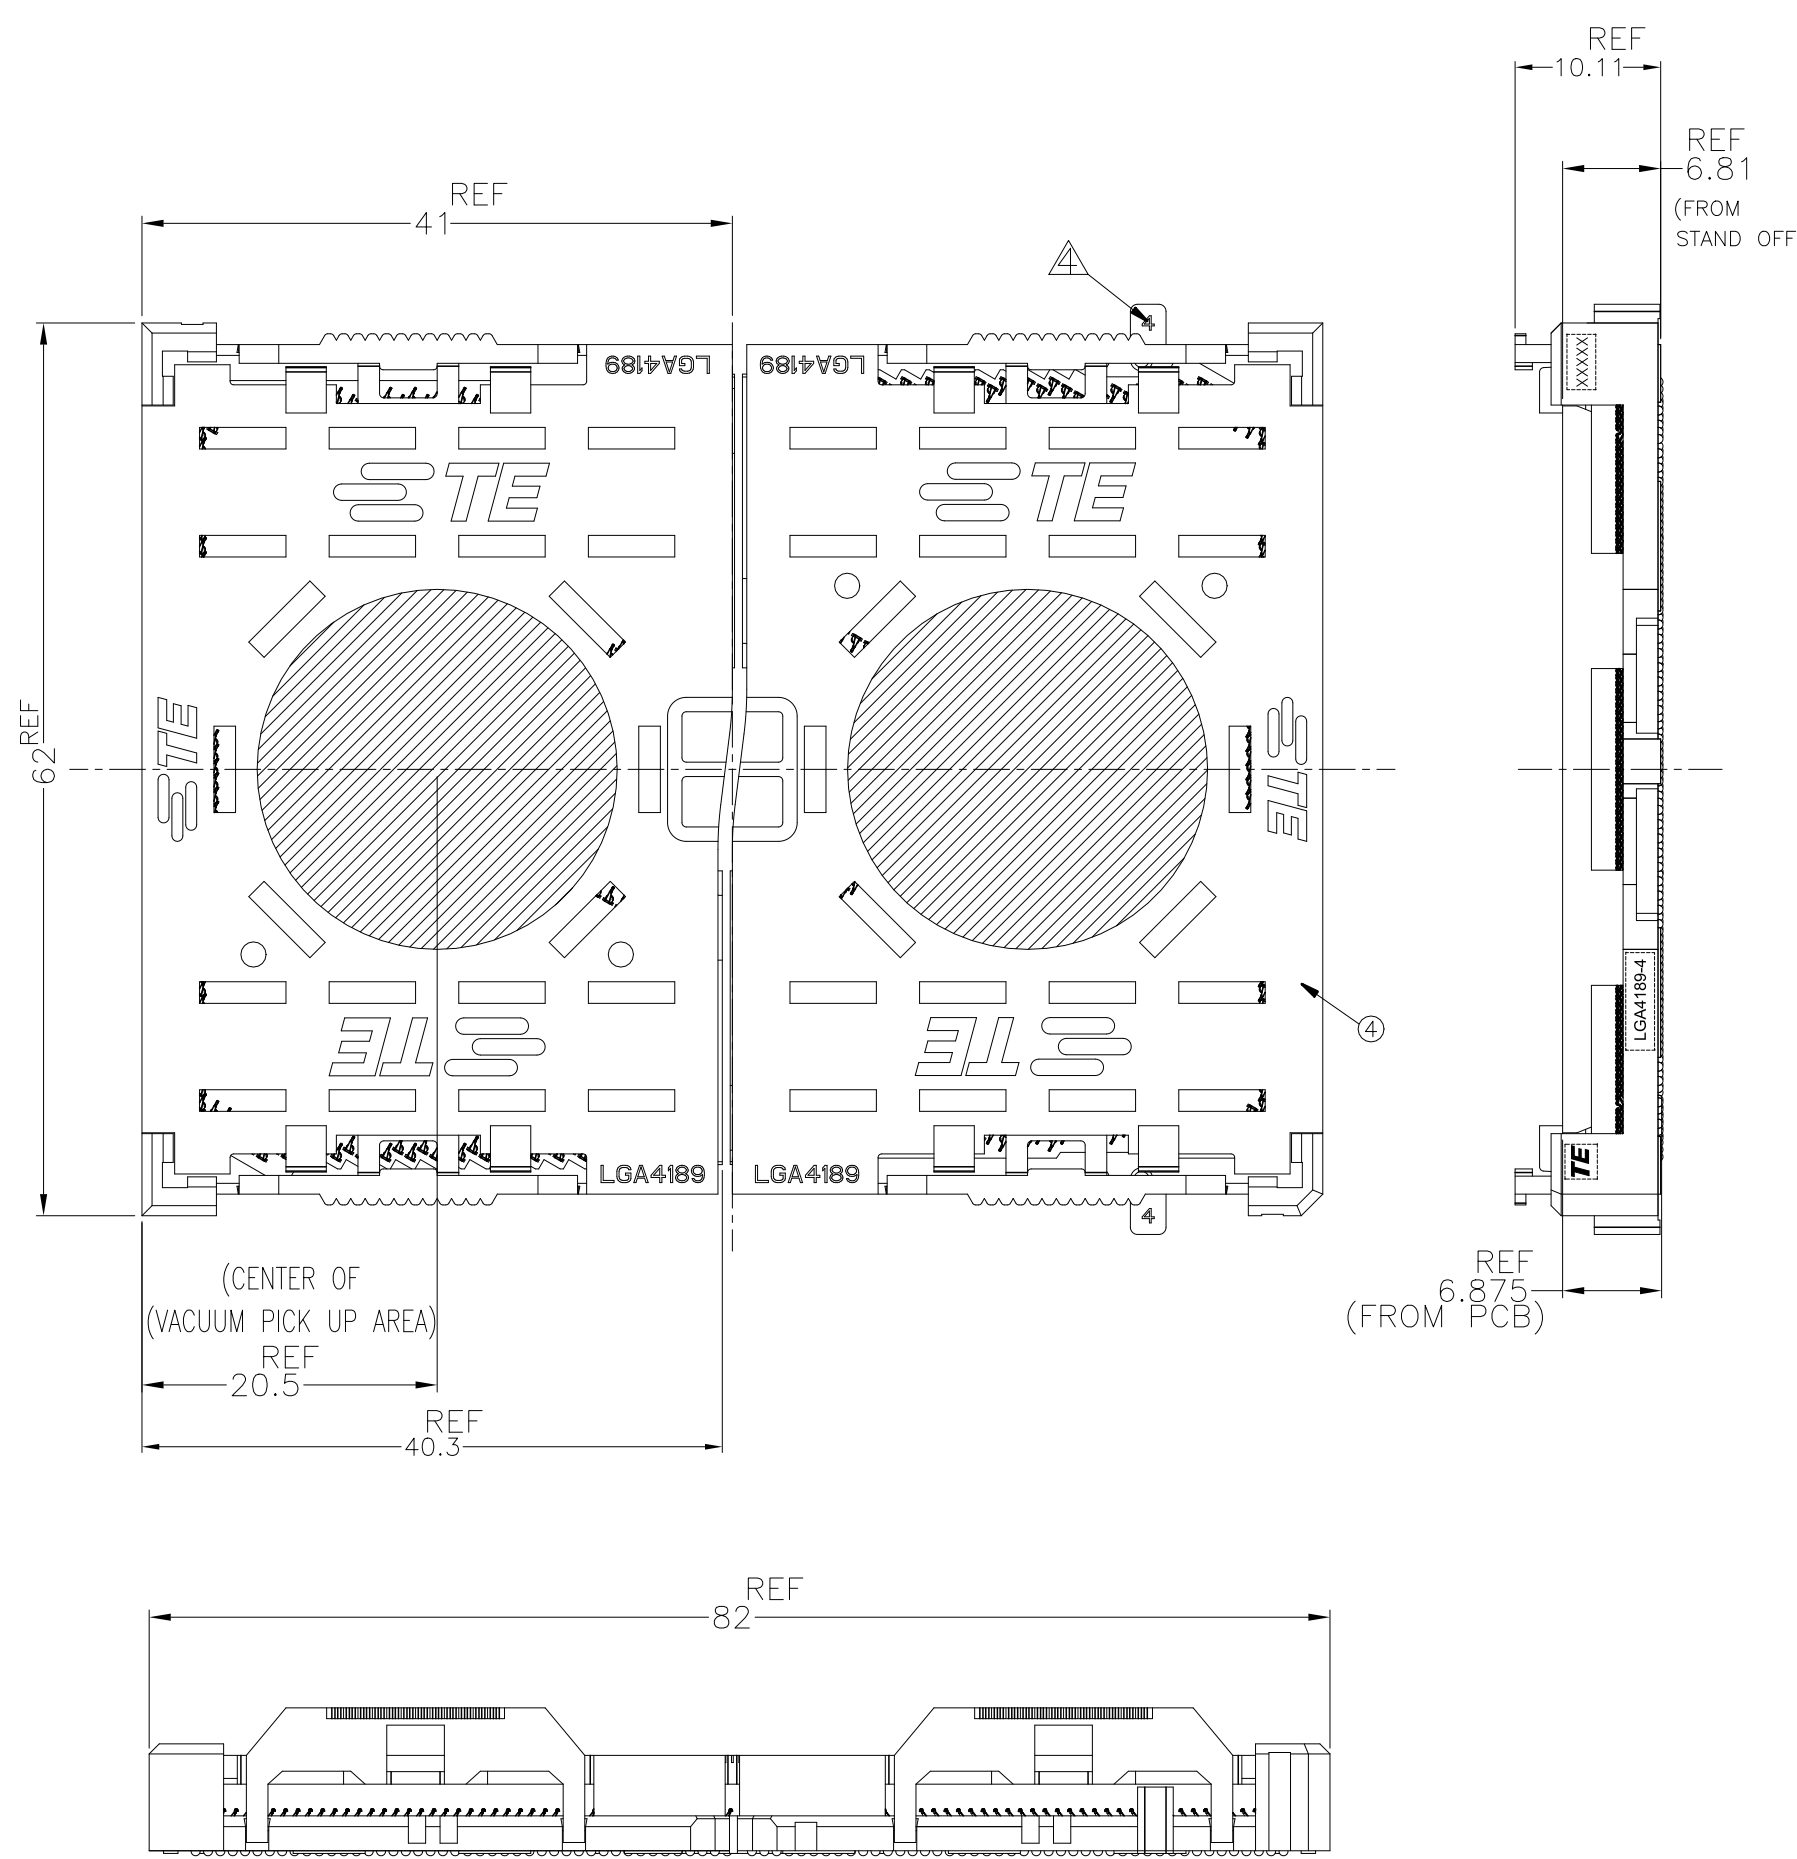 REF
10.11
REF
6.81
(FROM
STAND OFF
REF
41
4
4
LGA4189
LGA4189
XXXXX
TE
TE
REF
62
TE
TE
LGA4189-4
4
TE
TE
TE
LGA4189
LGA4189
4
REF
6.875
(FROM PCB)
(CENTER OF
(VACUUM PICK UP AREA)
REF
20.5
REF
40.3
REF
82